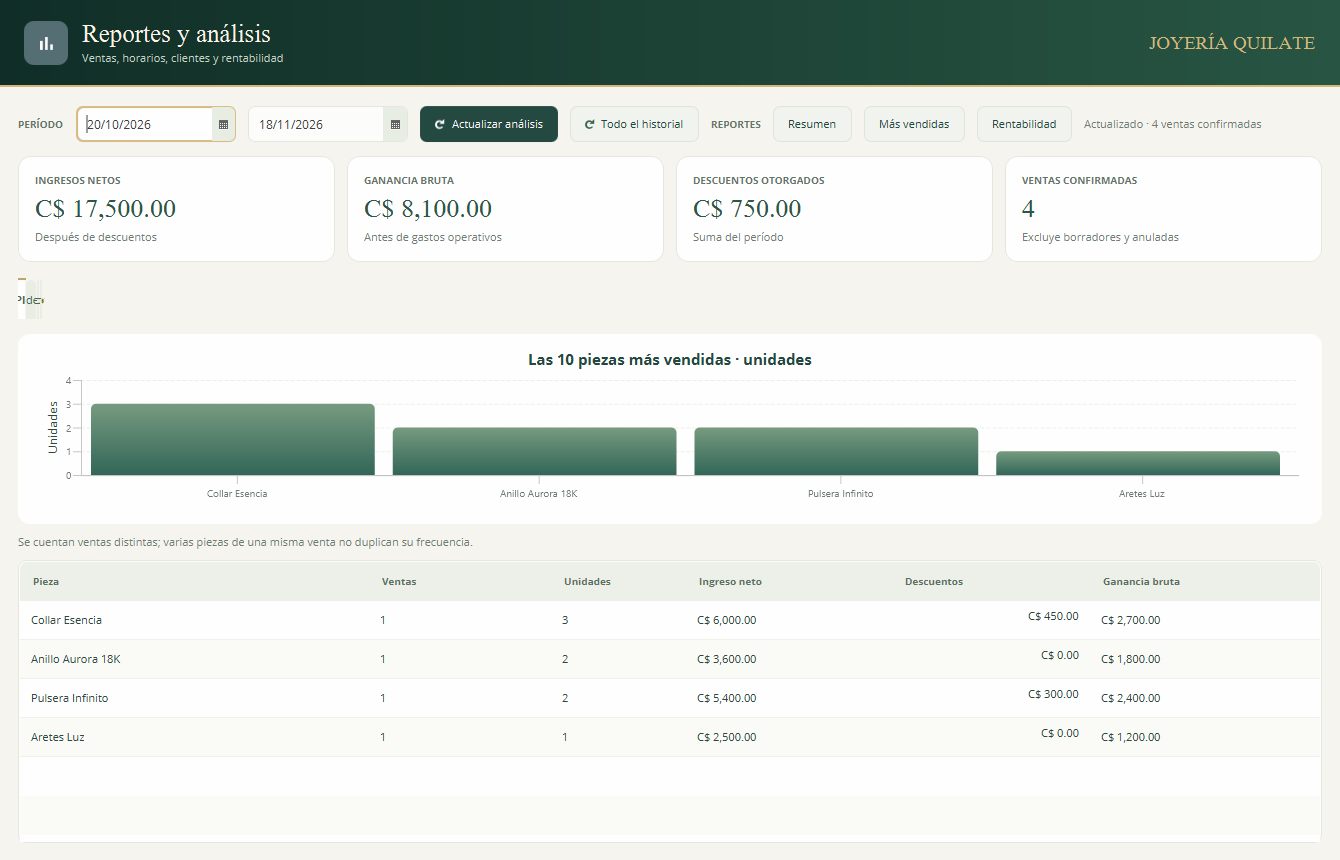 Reportes y análisis
Ventas, horarios, clientes y rentabilidad
JOYERÍA QUILATE
PERÍODO 20/10/2026 18/11/2026 Actualizar análisis Todo el historial REPORTES Resumen Más vendidas Rentabilidad Actualizado · 4 ventas confirmadas
INGRESOS NETOS
C$ 17,500.00
Después de descuentos
GANANCIA BRUTA
C$ 8,100.00
Antes de gastos operativos
DESCUENTOS OTORGADOS
C$ 750.00
Suma del período
VENTAS CONFIRMADAS
4
Excluye borradores y anuladas
Las 10 piezas más vendidas · unidades
Unidades
4
3
2
1
0
Collar Esencia Anillo Aurora 18K Pulsera Infinito Aretes Luz
Se cuentan ventas distintas; varias piezas de una misma venta no duplican su frecuencia.
Pieza Ventas Unidades Ingreso neto Descuentos Ganancia bruta
Collar Esencia 1 3 C$ 6,000.00 C$ 450.00 C$ 2,700.00
Anillo Aurora 18K 1 2 C$ 3,600.00 C$ 0.00 C$ 1,800.00
Pulsera Infinito 1 2 C$ 5,400.00 C$ 300.00 C$ 2,400.00
Aretes Luz 1 1 C$ 2,500.00 C$ 0.00 C$ 1,200.00